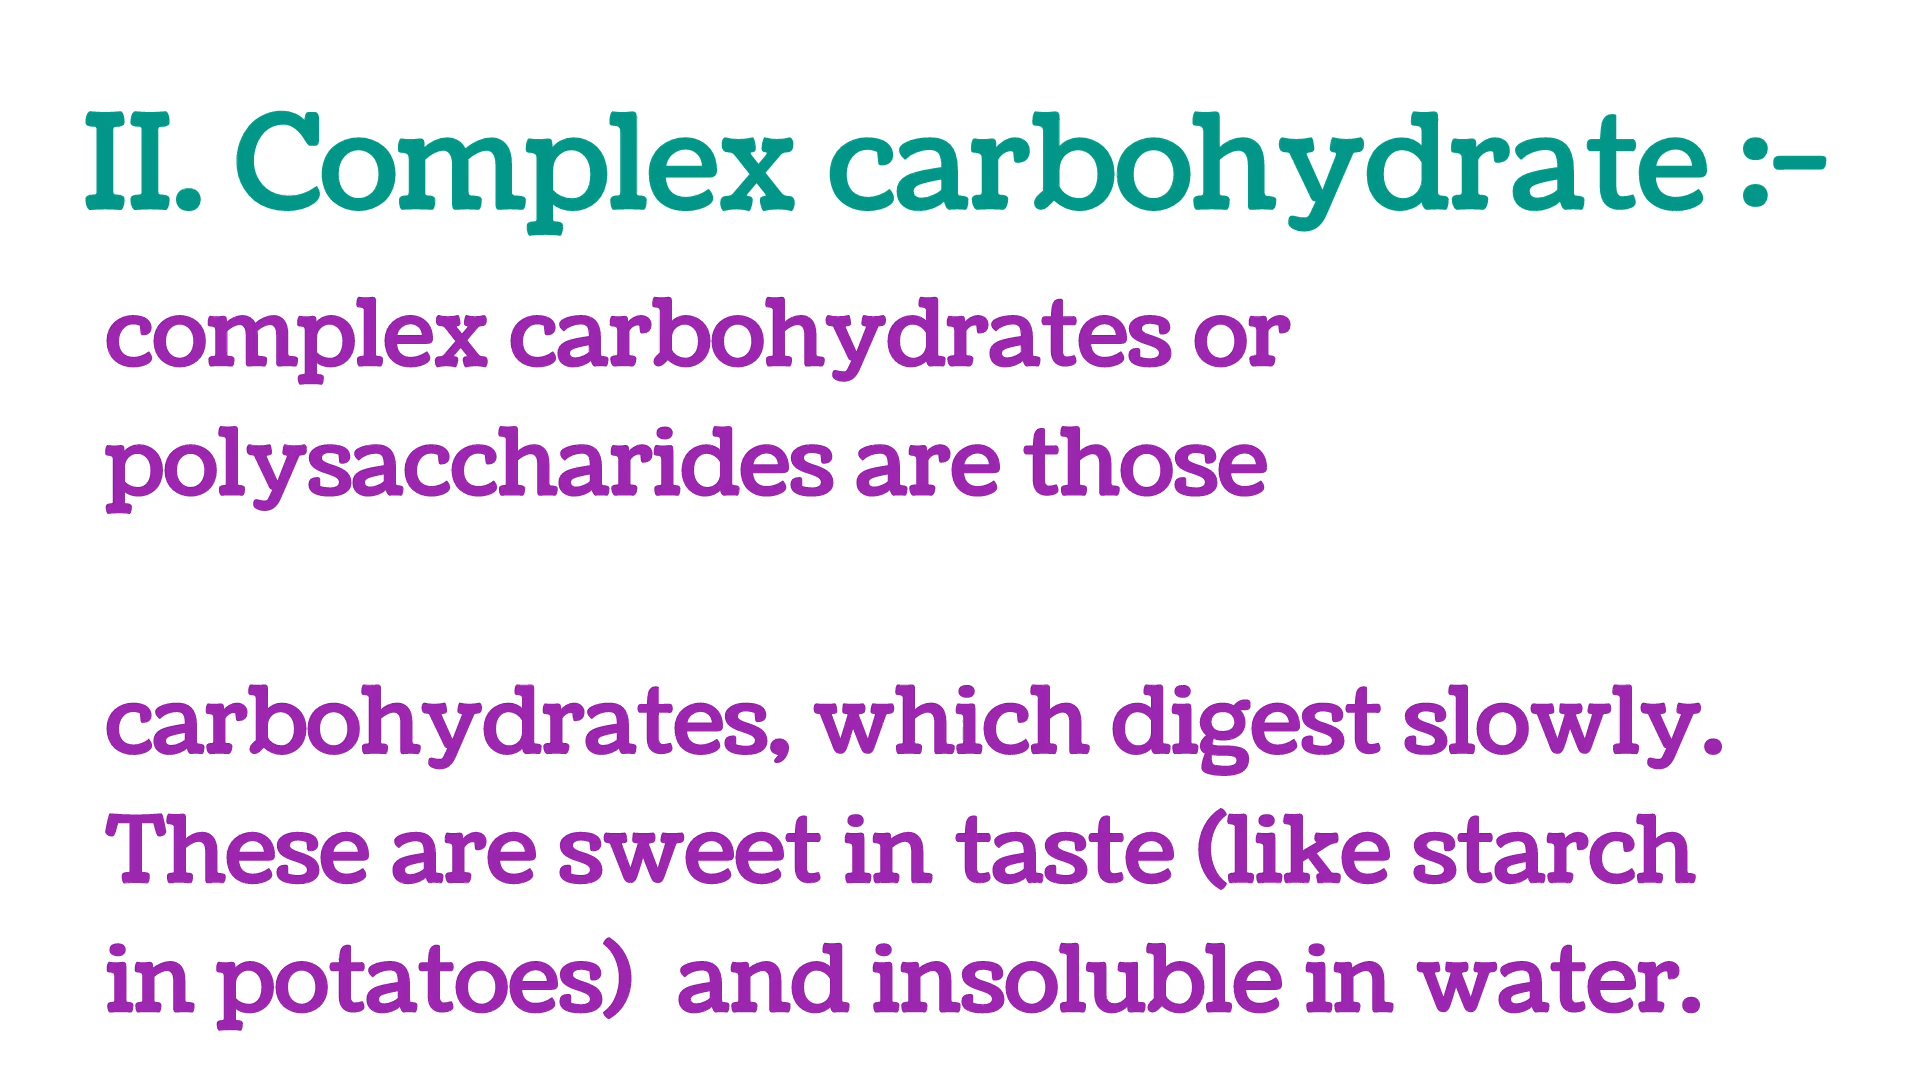 II. Complex carbohydrate :-
complex carbohydrates or
polysaccharides are those
carbohydrates, which digest slowly.
These are sweet in taste (like starch
in potatoes)  and insoluble in water.